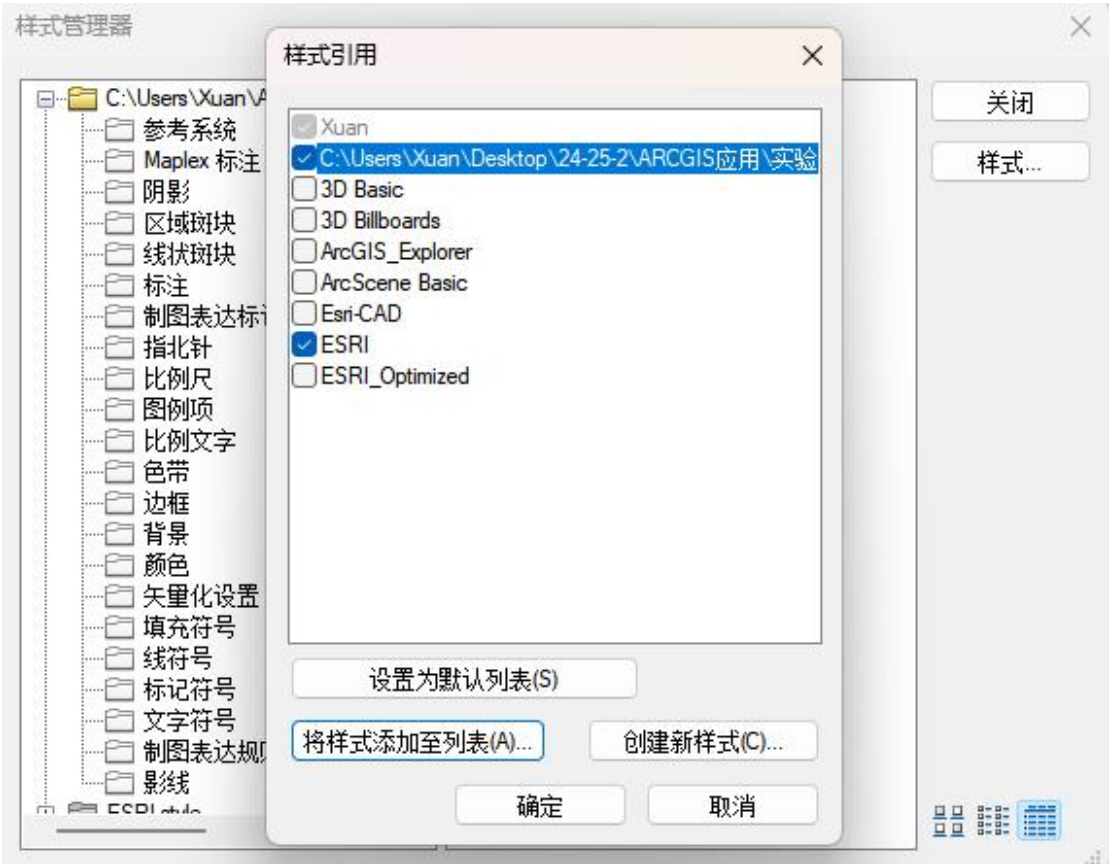 样式管理器
C:\Users\Xuan\A
参考系统
Maplex 标注
阴影
区域斑块
线状斑块
标注
制图表达标
指北针
比例尺
图例项
比例文字
色带
边框
背景
颜色
矢量化设置
填充符号
线符号
标记符号
文字符号
制图表达规
影线
ESRI.style
样式引用
Xuan
C:\Users\Xuan\Desktop\24-25-2\ARCGIS应用\实验
3D Basic
3D Billboards
ArcGIS_Explorer
ArcScene Basic
Esri-CAD
ESRI
ESRI_Optimized
设置为默认列表(S)
将样式添加至列表(A)...
创建新样式(C)...
确定
取消
关闭
样式...